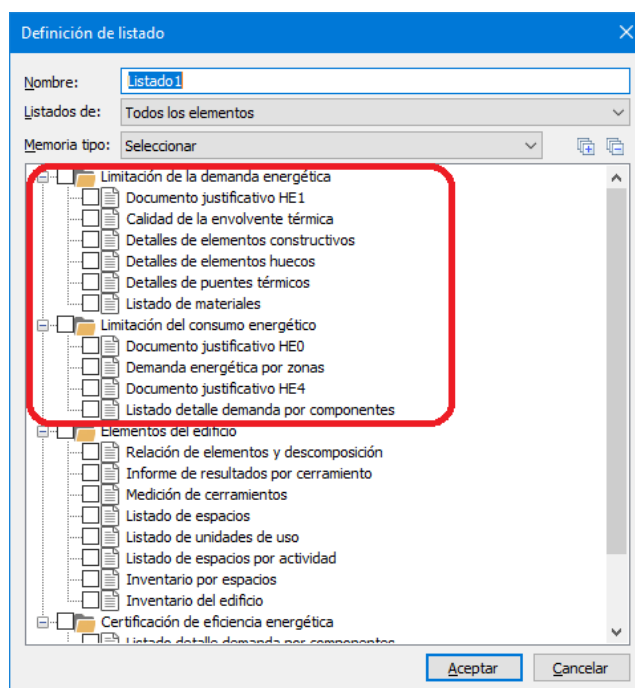 Definición de listado
Nombre: Listado1
Listados de: Todos los elementos
Memoria tipo: Seleccionar
Limitación de la demanda energética
Documento justificativo HE1
Calidad de la envolvente térmica
Detalles de elementos constructivos
Detalles de elementos huecos
Detalles de puentes térmicos
Listado de materiales
Limitación del consumo energético
Documento justificativo HE0
Demanda energética por zonas
Documento justificativo HE4
Listado detalle demanda por componentes
Elementos del edificio
Relación de elementos y descomposición
Informe de resultados por cerramiento
Medición de cerramientos
Listado de espacios
Listado de unidades de uso
Listado de espacios por actividad
Inventario por espacios
Inventario del edificio
Certificación de eficiencia energética
Listado detalle demanda por componentes
Aceptar Cancelar